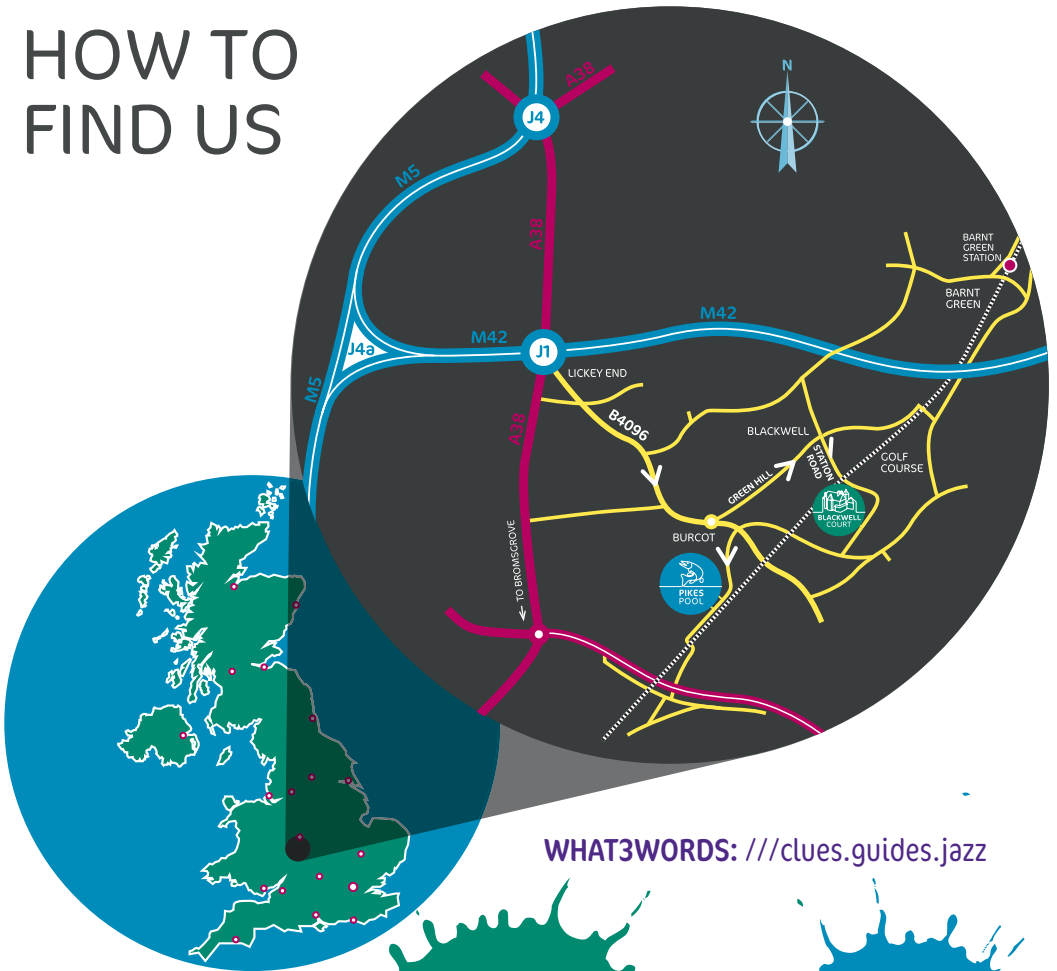 HOW TO
FIND US
N
A38
J4
M5
A38
BARNT
GREEN
STATION
BARNT
GREEN
M42
M42
J1
J4a
M5
LICKEY END
A38
B4096
BLACKWELL
STATION
ROAD
GOLF
COURSE
GREEN HILL
BLACKWELL
COURT
BURCOT
TO BROMSGROVE
PIKES
POOL
WHAT3WORDS: ///clues.guides.jazz